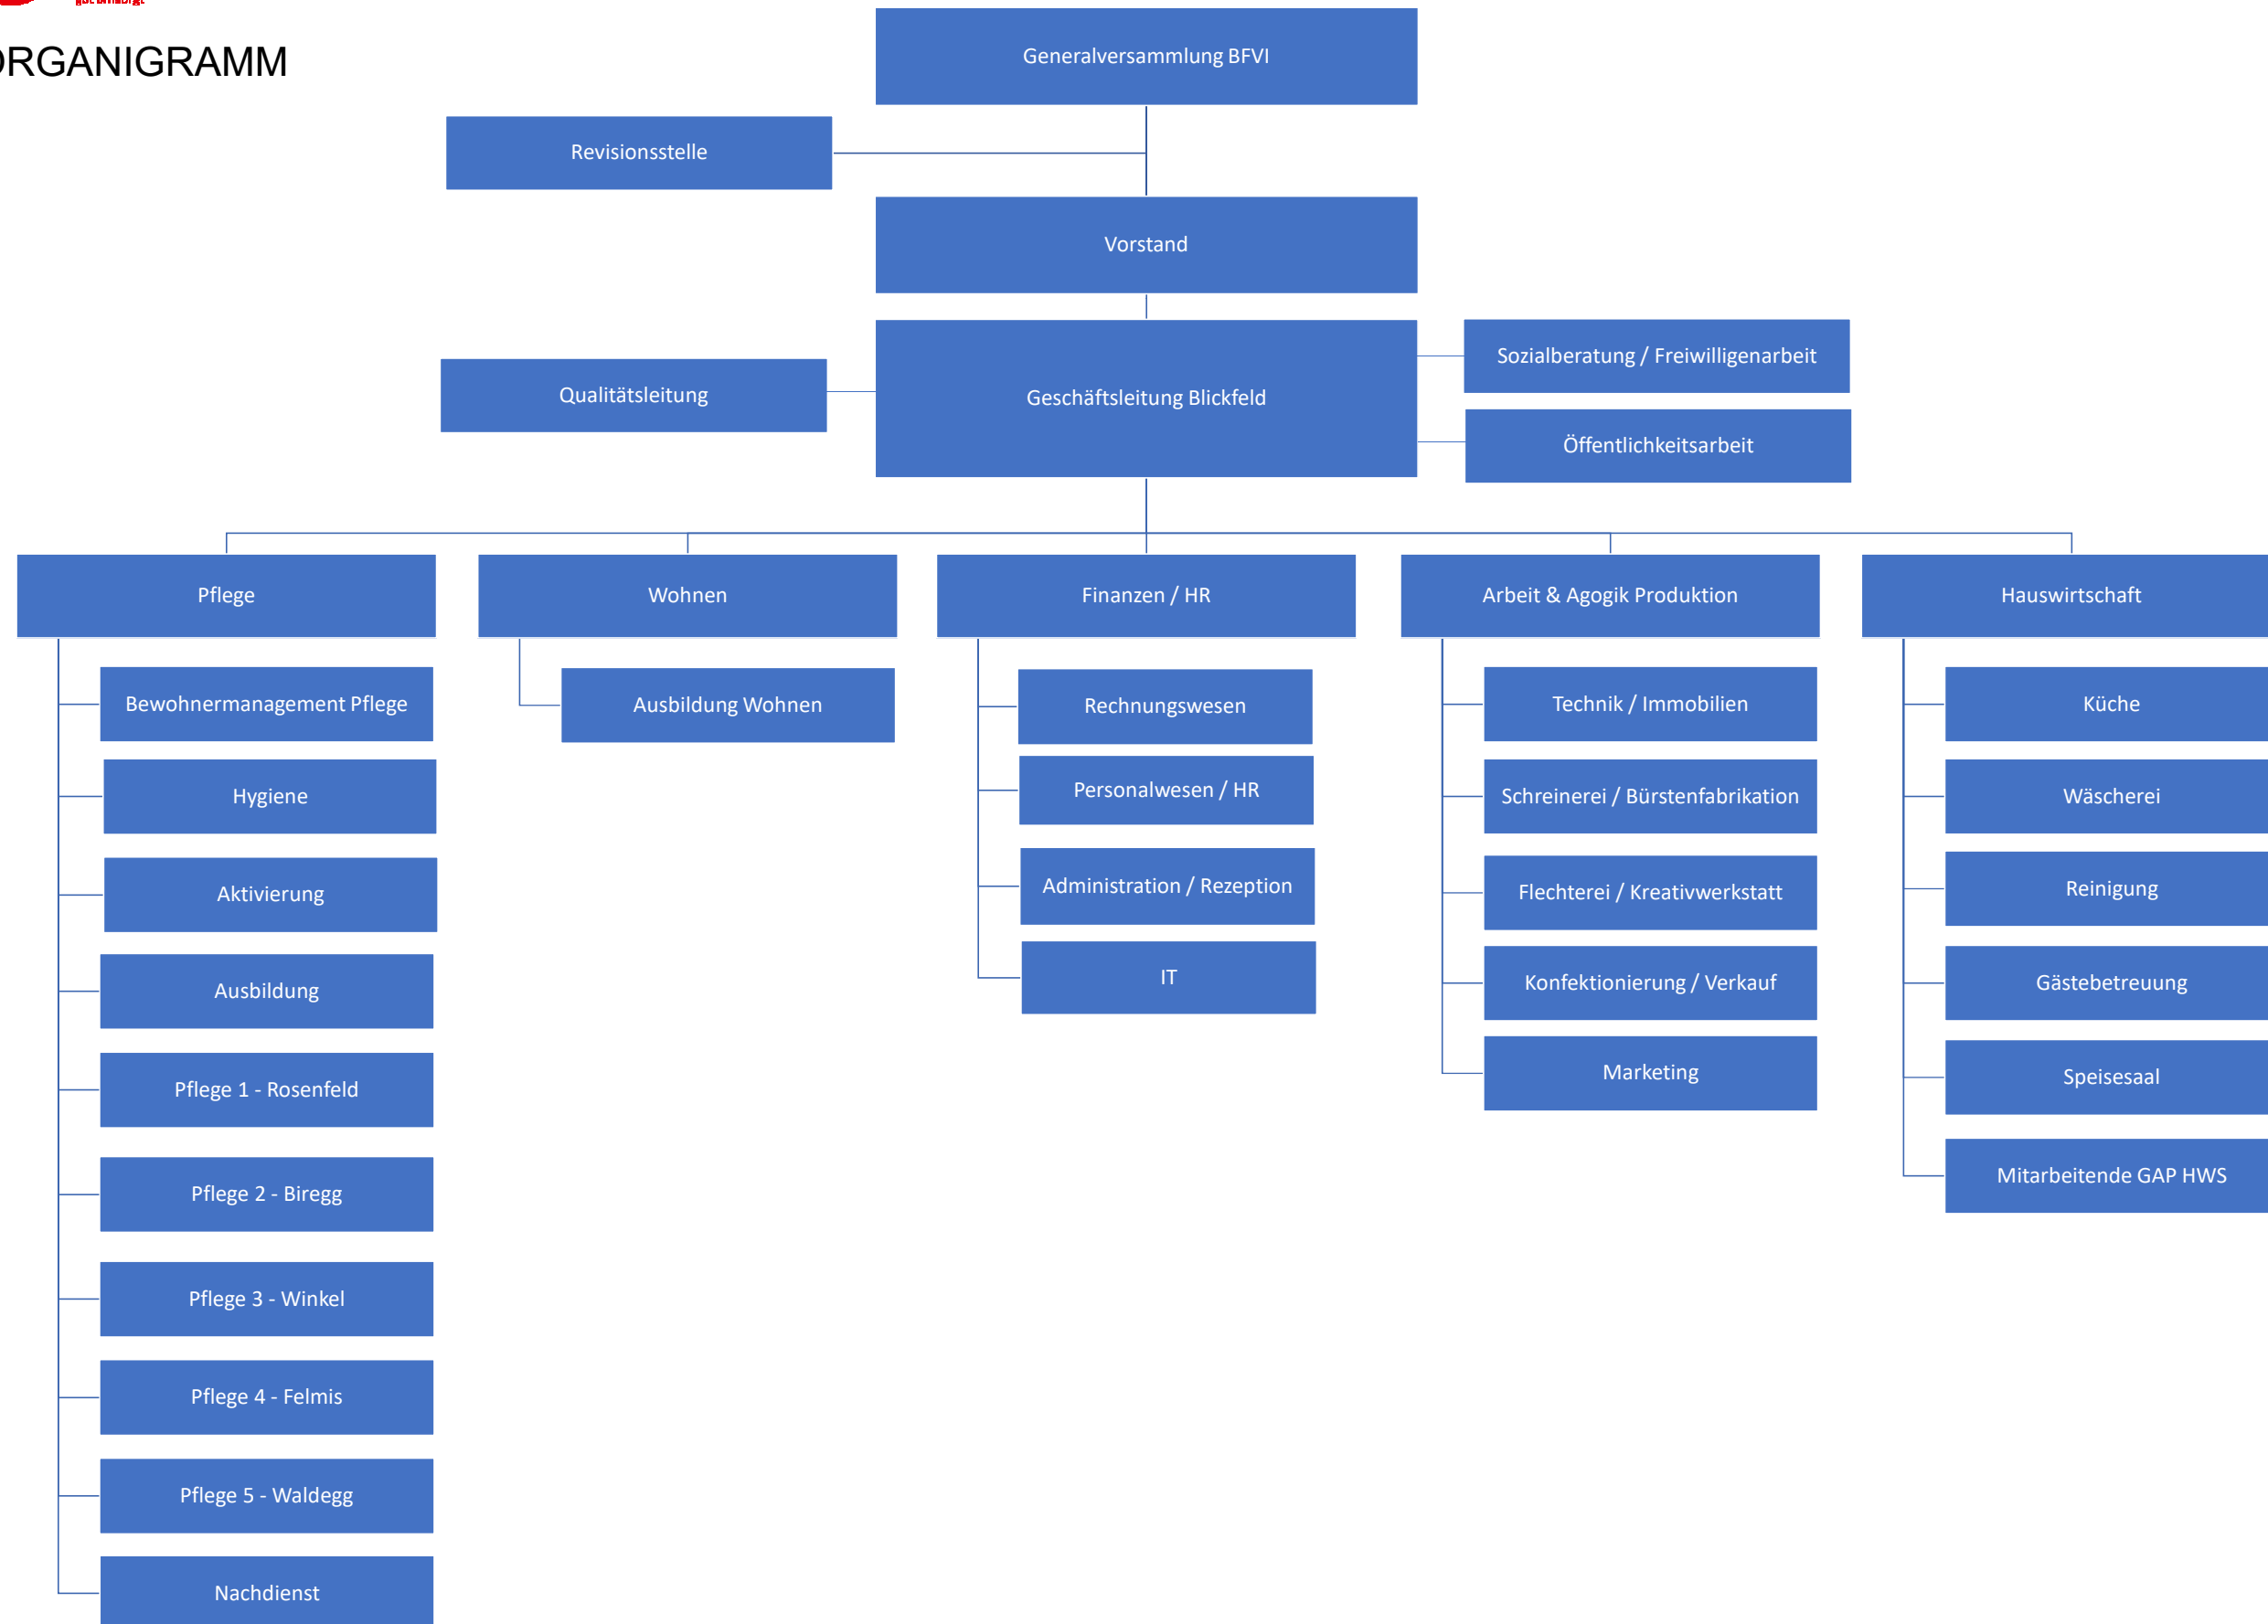 ORGANIGRAMM
Generalversammlung BFVI
Revisionsstelle
Vorstand
Qualitätsleitung
Geschäftsleitung Blickfeld
Sozialberatung / Freiwilligenarbeit
Öffentlichkeitsarbeit
Pflege
Bewohnermanagement Pflege
Hygiene
Aktivierung
Ausbildung
Pflege 1 - Rosenfeld
Pflege 2 - Biregg
Pflege 3 - Winkel
Pflege 4 - Felmis
Pflege 5 - Waldegg
Nachdienst
Wohnen
Ausbildung Wohnen
Finanzen / HR
Rechnungswesen
Personalwesen / HR
Administration / Rezeption
IT
Arbeit & Agogik Produktion
Technik / Immobilien
Schreinerei / Bürstenfabrikation
Flechterei / Kreativwerkstatt
Konfektionierung / Verkauf
Marketing
Hauswirtschaft
Küche
Wäscherei
Reinigung
Gästebetreuung
Speisesaal
Mitarbeitende GAP HWS